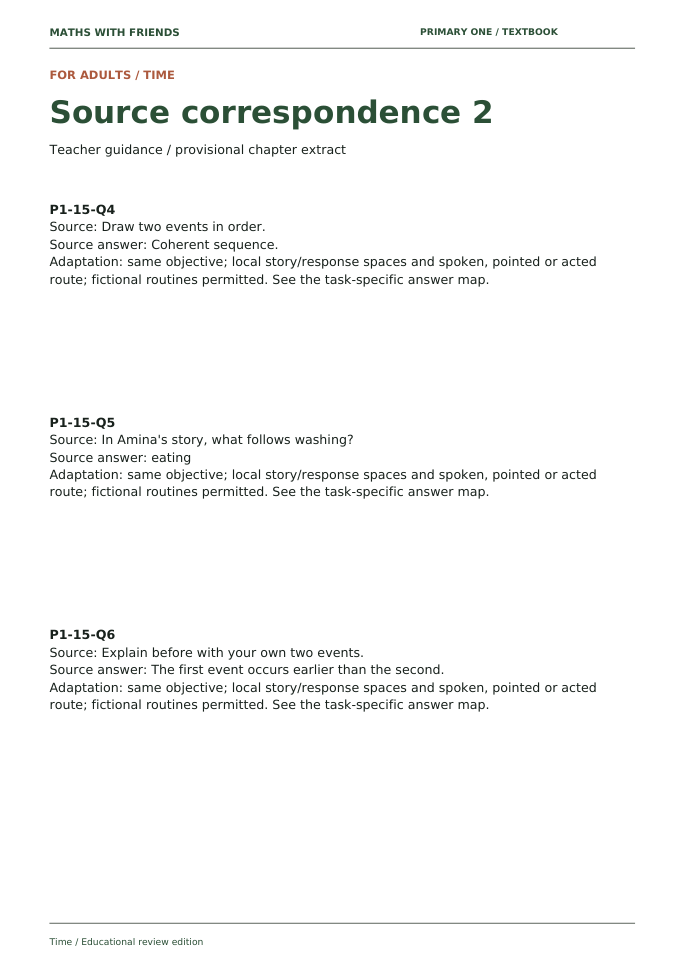 MATHS WITH FRIENDS
PRIMARY ONE / TEXTBOOK
FOR ADULTS / TIME
Source correspondence 2
Teacher guidance / provisional chapter extract
P1-15-Q4
Source: Draw two events in order.
Source answer: Coherent sequence.
Adaptation: same objective; local story/response spaces and spoken, pointed or acted
route; fictional routines permitted. See the task-specific answer map.
P1-15-Q5
Source: In Amina's story, what follows washing?
Source answer: eating
Adaptation: same objective; local story/response spaces and spoken, pointed or acted
route; fictional routines permitted. See the task-specific answer map.
P1-15-Q6
Source: Explain before with your own two events.
Source answer: The first event occurs earlier than the second.
Adaptation: same objective; local story/response spaces and spoken, pointed or acted
route; fictional routines permitted. See the task-specific answer map.
Time / Educational review edition